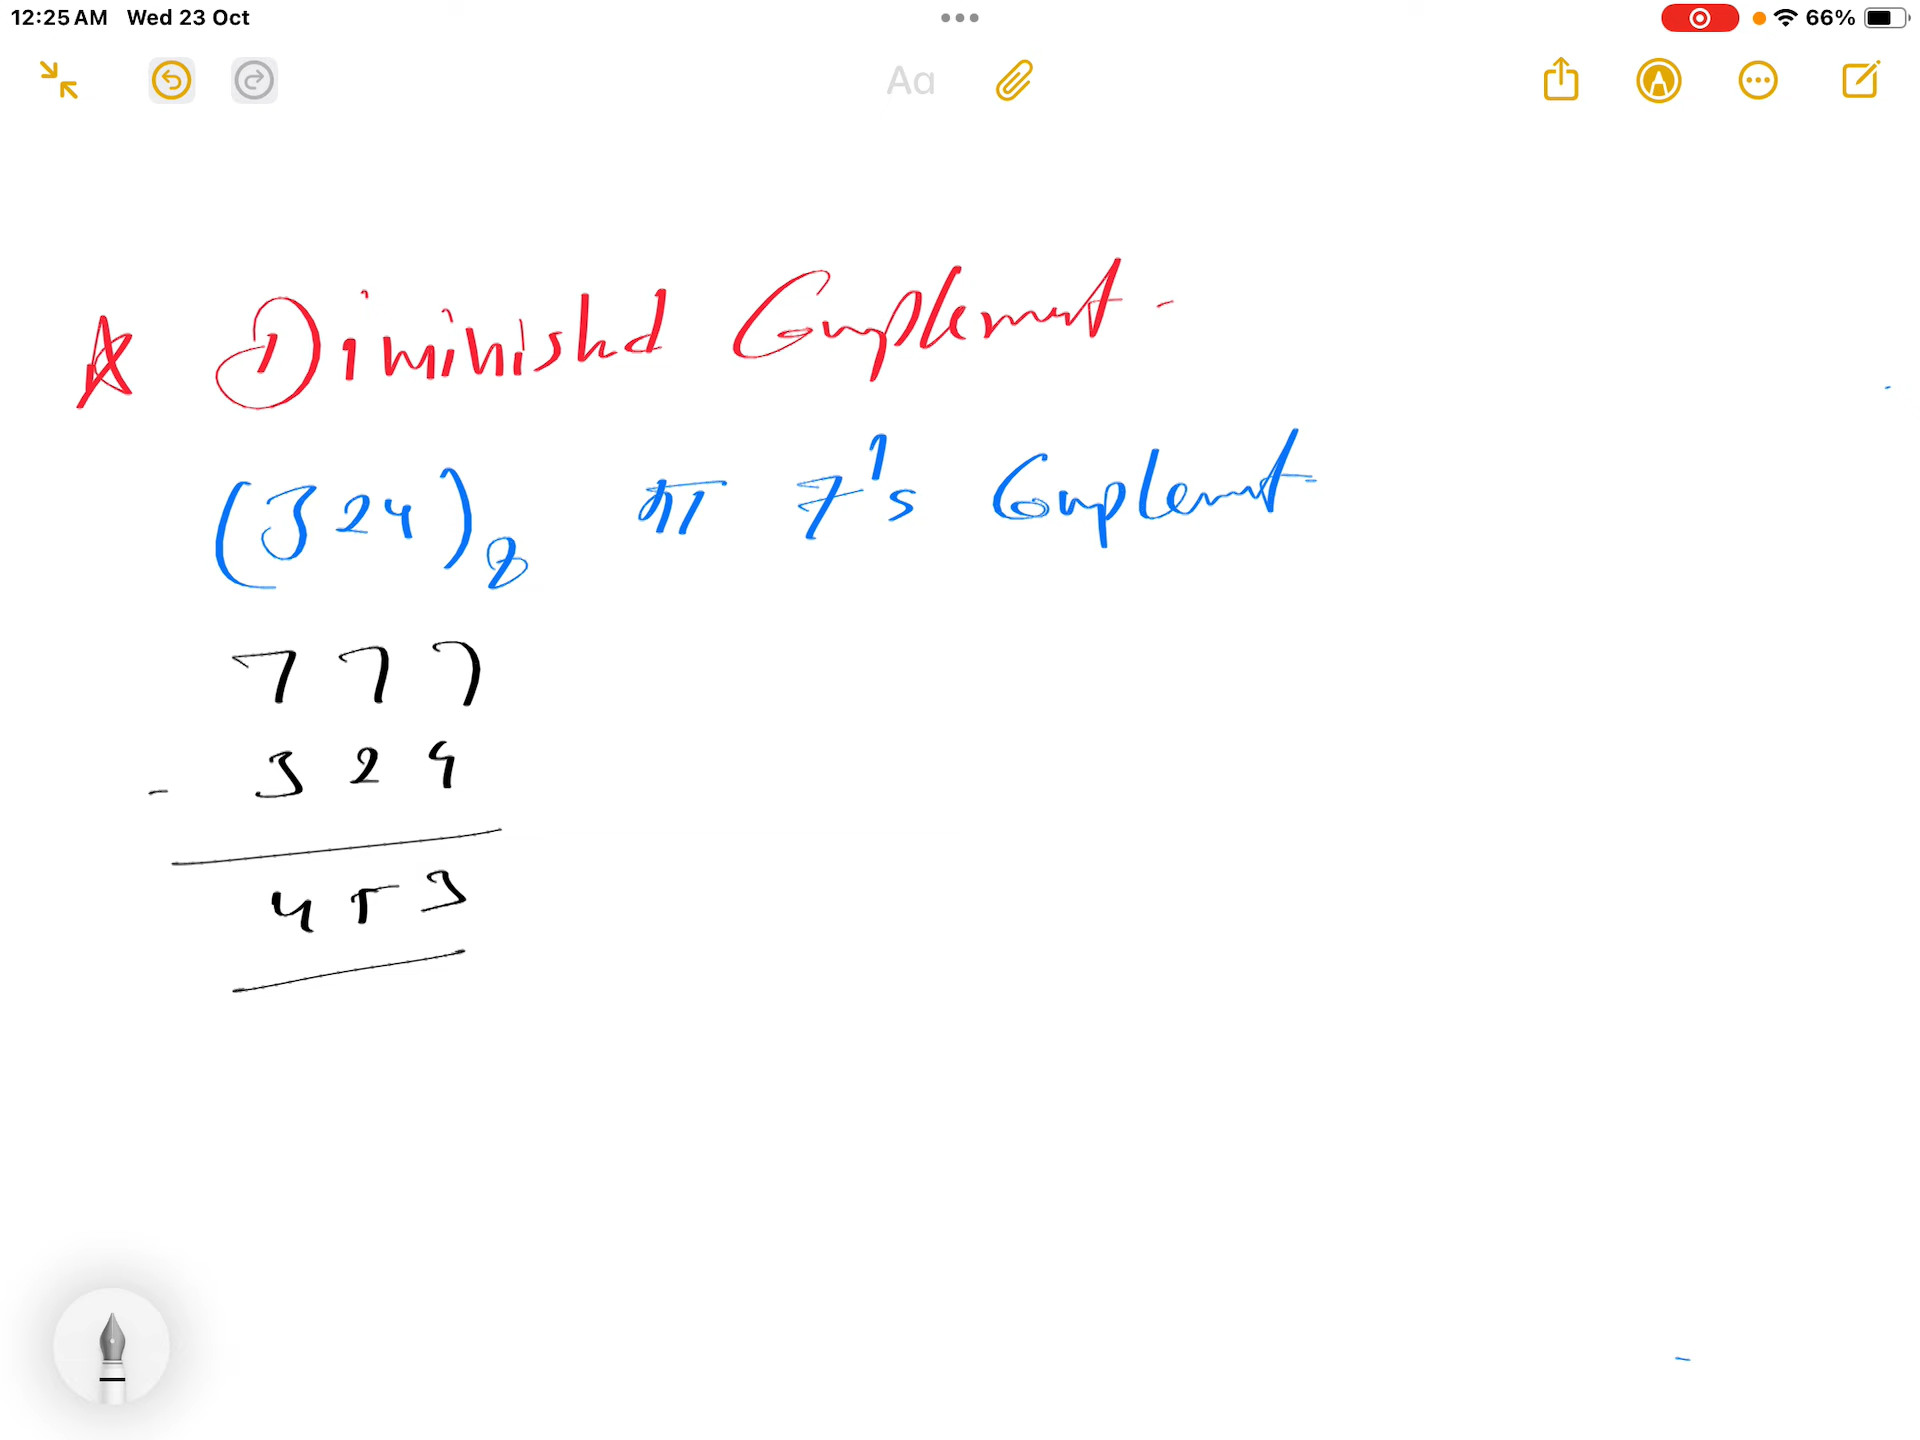 12:25 AM Wed 23 Oct
66%
Aa
Diminishd Complement -
(324)8 7's Complement
7 7 7
- 3 2 4
4 5 3